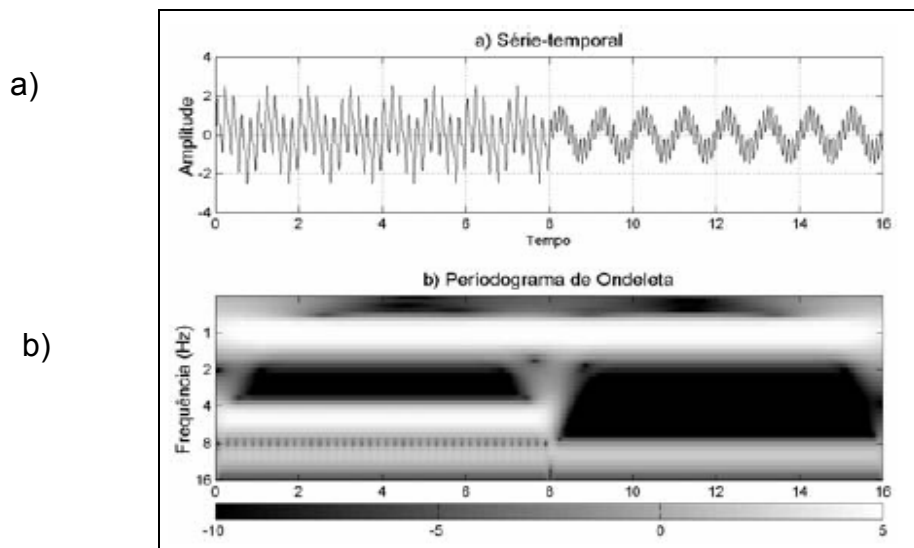 a) Série-temporal
a)
Amplitude
4
2
0
-2
-4
0 2 4 6 8 10 12 14 16
Tempo
b) Periodograma de Ondeleta
b)
Frequência (Hz)
1
2
4
8
16
0 2 4 6 8 10 12 14 16
-10 -5 0 5